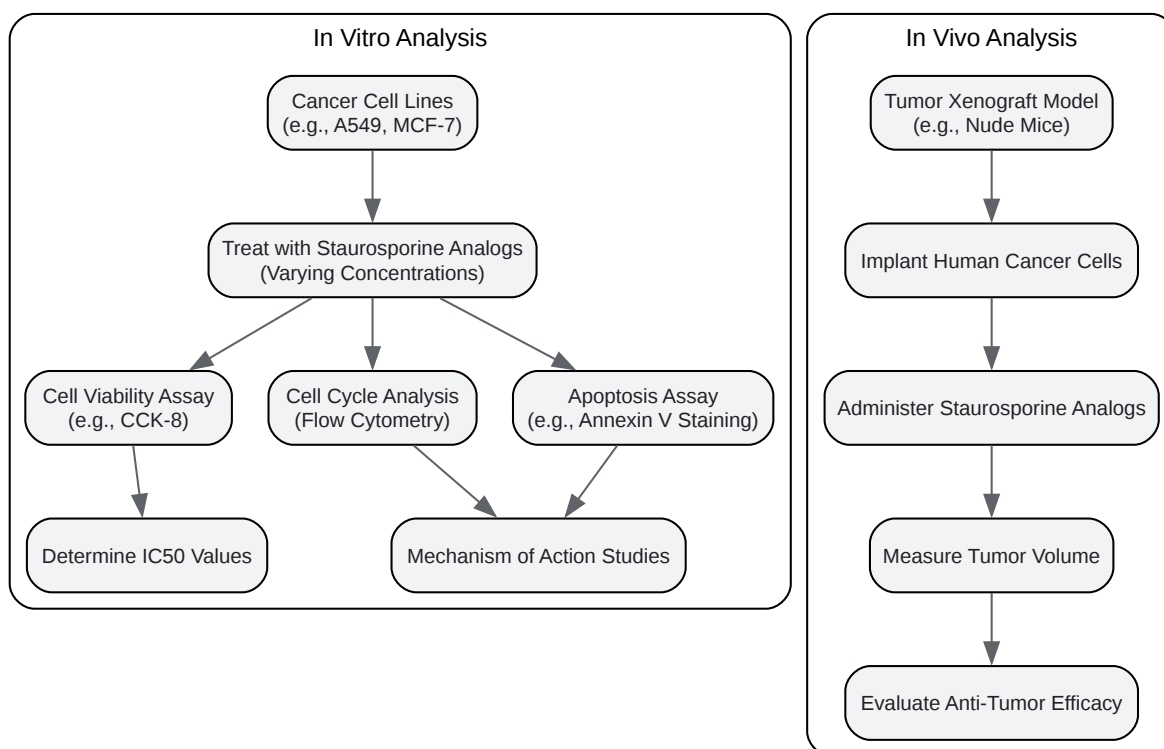 In Vitro Analysis
Cancer Cell Lines
(e.g., A549, MCF-7)
Treat with Staurosporine Analogs
(Varying Concentrations)
Cell Viability Assay
(e.g., CCK-8)
Cell Cycle Analysis
(Flow Cytometry)
Apoptosis Assay
(e.g., Annexin V Staining)
Determine IC50 Values
Mechanism of Action Studies
In Vivo Analysis
Tumor Xenograft Model
(e.g., Nude Mice)
Implant Human Cancer Cells
Administer Staurosporine Analogs
Measure Tumor Volume
Evaluate Anti-Tumor Efficacy